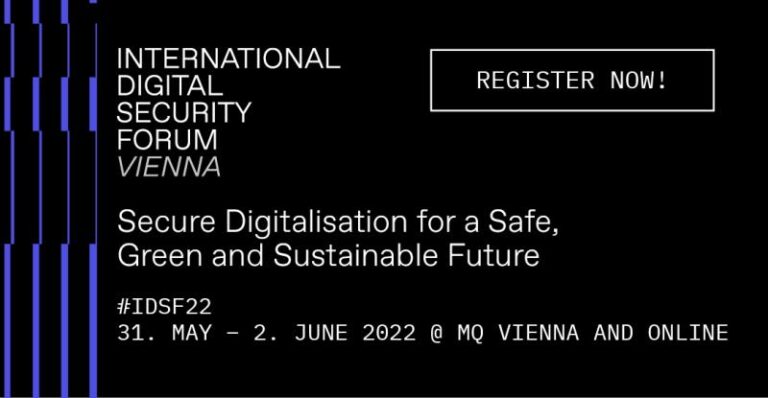 INTERNATIONAL
DIGITAL
SECURITY
FORUM
VIENNA
REGISTER NOW!
Secure Digitalisation for a Safe,
Green and Sustainable Future
#IDSF22
31. MAY – 2. JUNE 2022 @ MQ VIENNA AND ONLINE